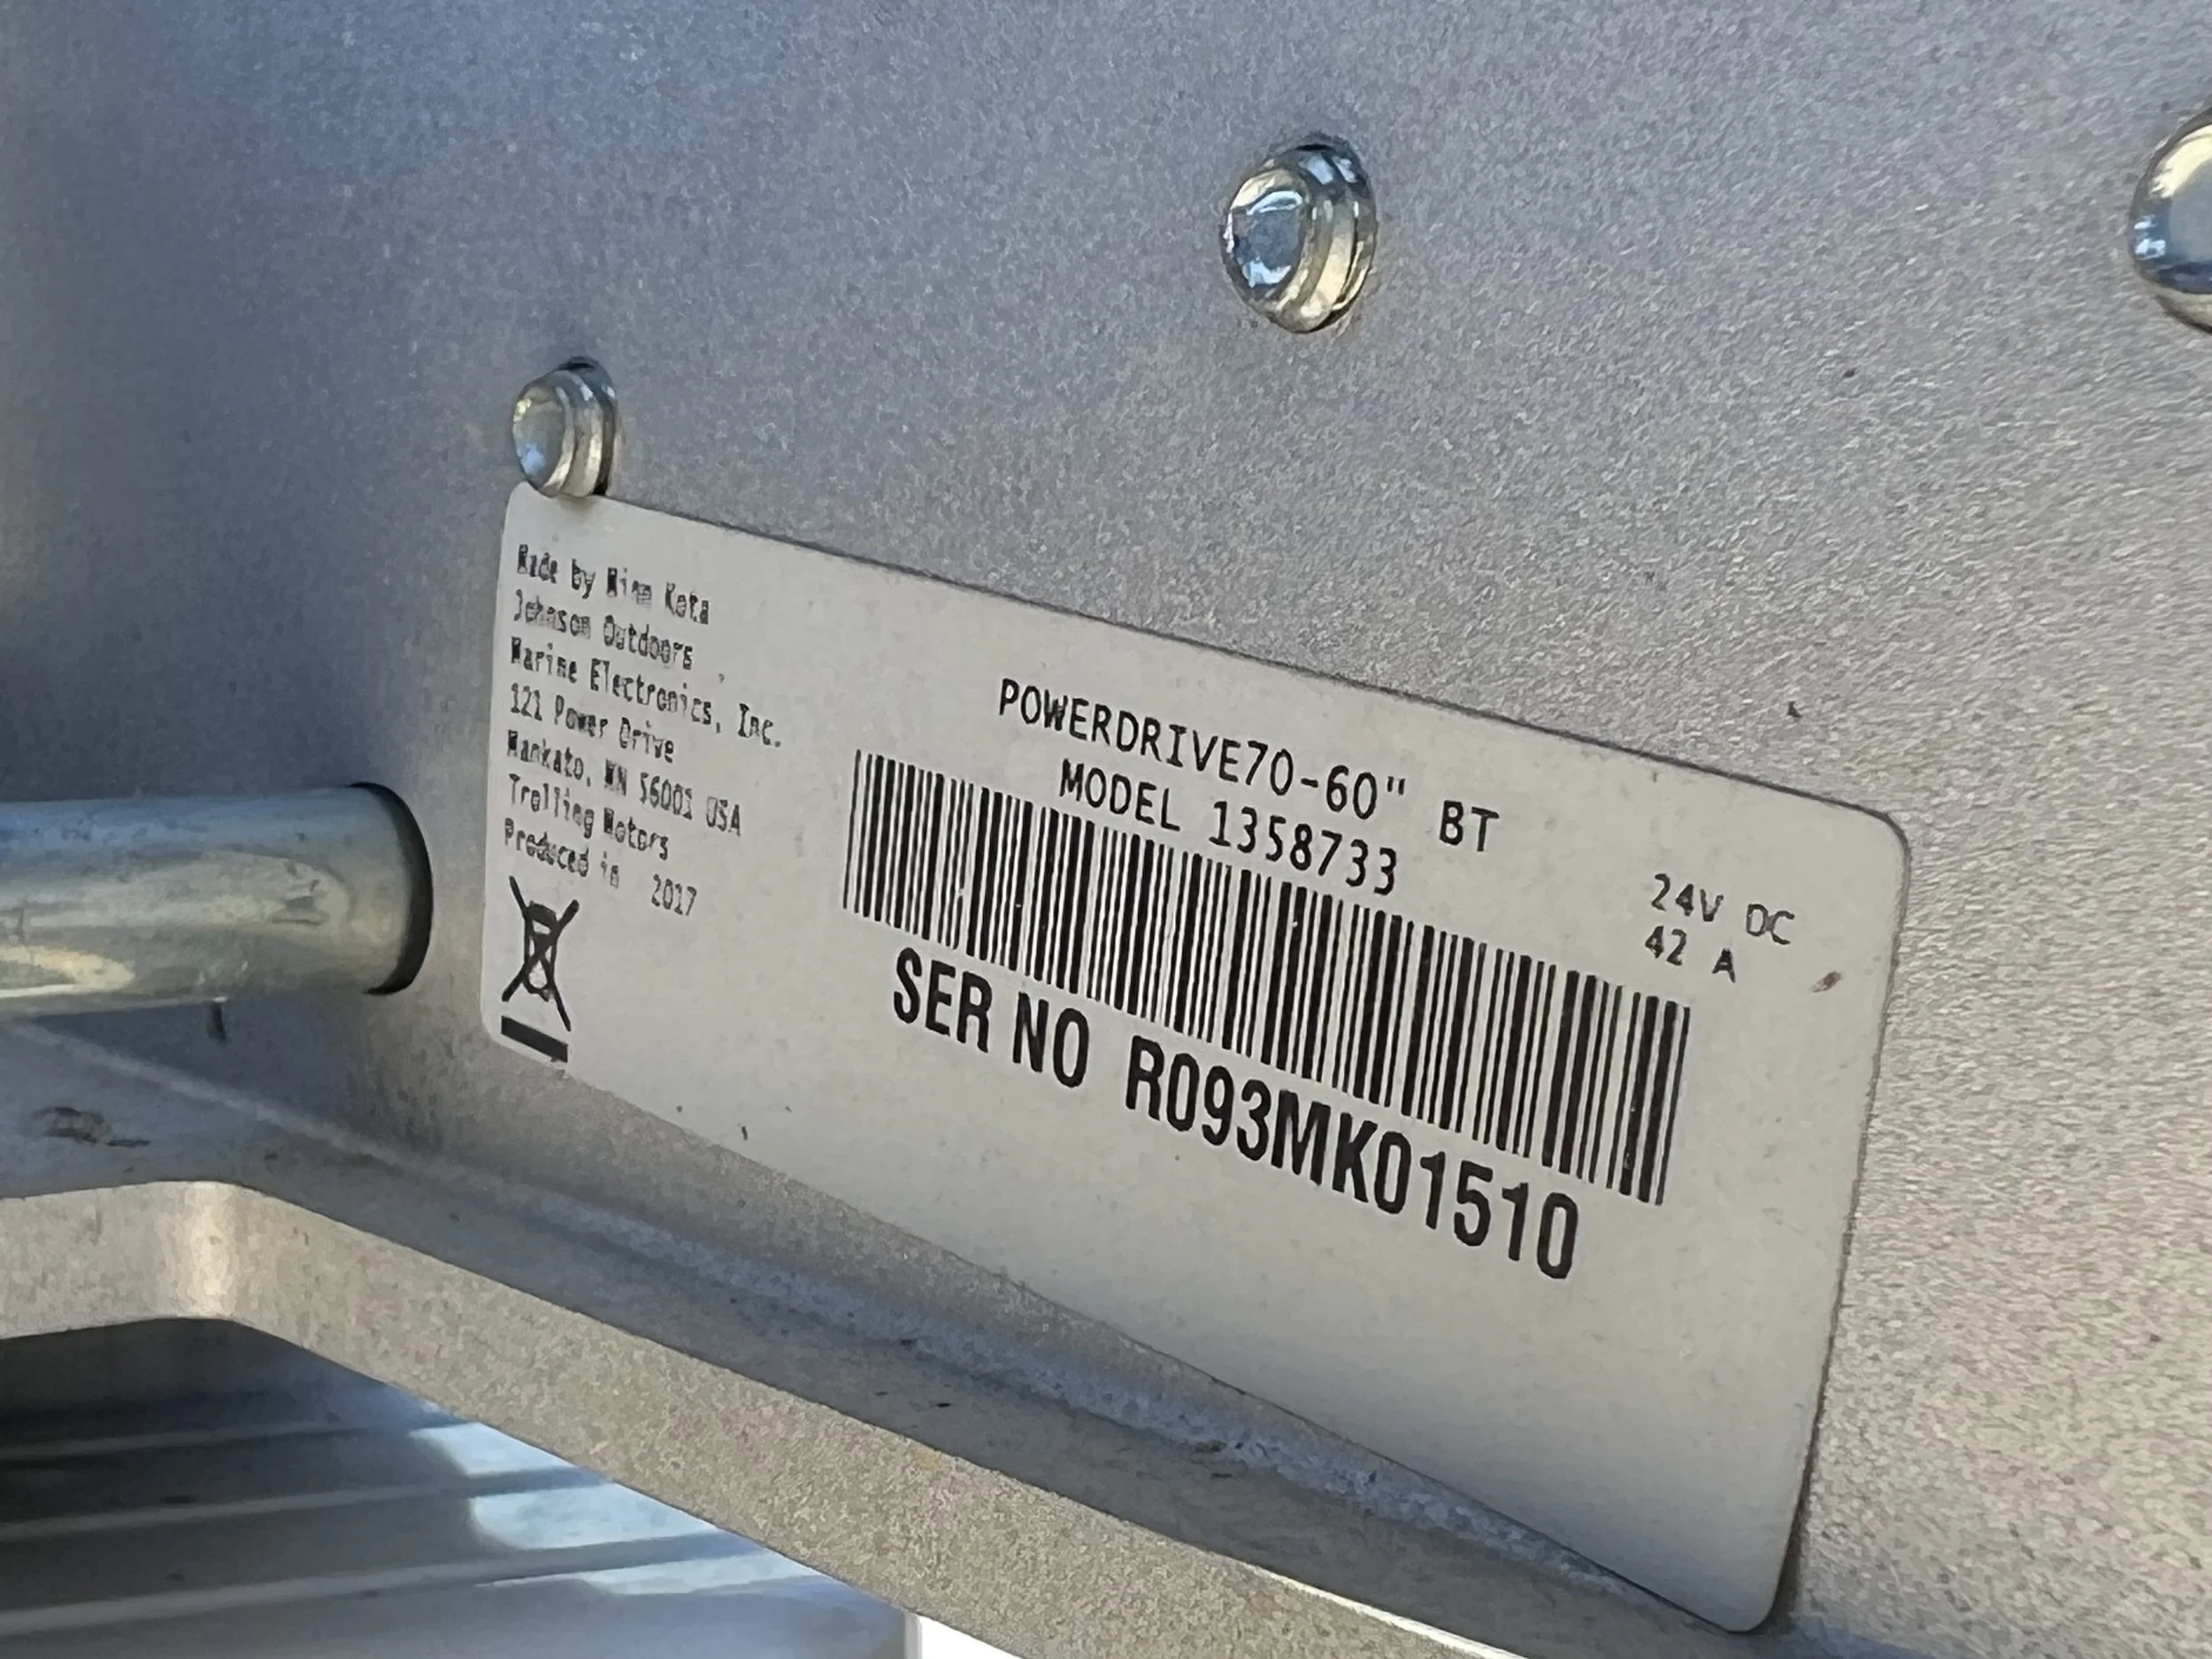 Made by Minn Kota
Johnson Outdoors
Marine Electronics, Inc.
121 Power Drive
Mankato, MN 56001 USA
Trolling Motors
Produced in 2017
POWERDRIVE70-60" BT
MODEL 1358733
24V DC
42 A
SER NO R093MK01510